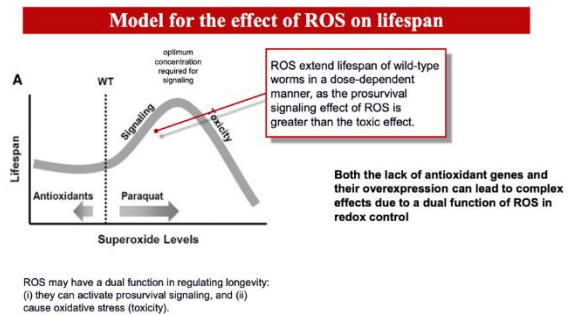 Model for the effect of ROS on lifespan
optimum
concentration
required for
signaling
A
WT
Signaling
Toxicity
Lifespan
Antioxidants
Paraquat
Superoxide Levels
ROS extend lifespan of wild-type
worms in a dose-dependent
manner, as the prosurvival
signaling effect of ROS is
greater than the toxic effect.
Both the lack of antioxidant genes and
their overexpression can lead to complex
effects due to a dual function of ROS in
redox control
ROS may have a dual function in regulating longevity:
(i) they can activate prosurvival signaling, and (ii)
cause oxidative stress (toxicity).